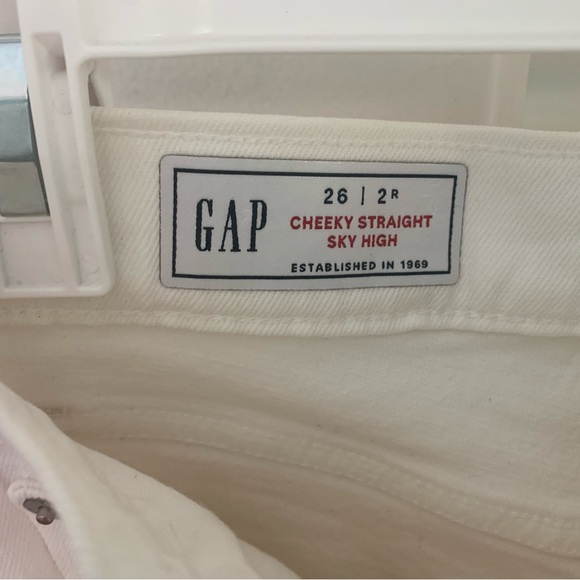 GAP
26 | 2R
CHEEKY STRAIGHT
SKY HIGH
ESTABLISHED IN 1969